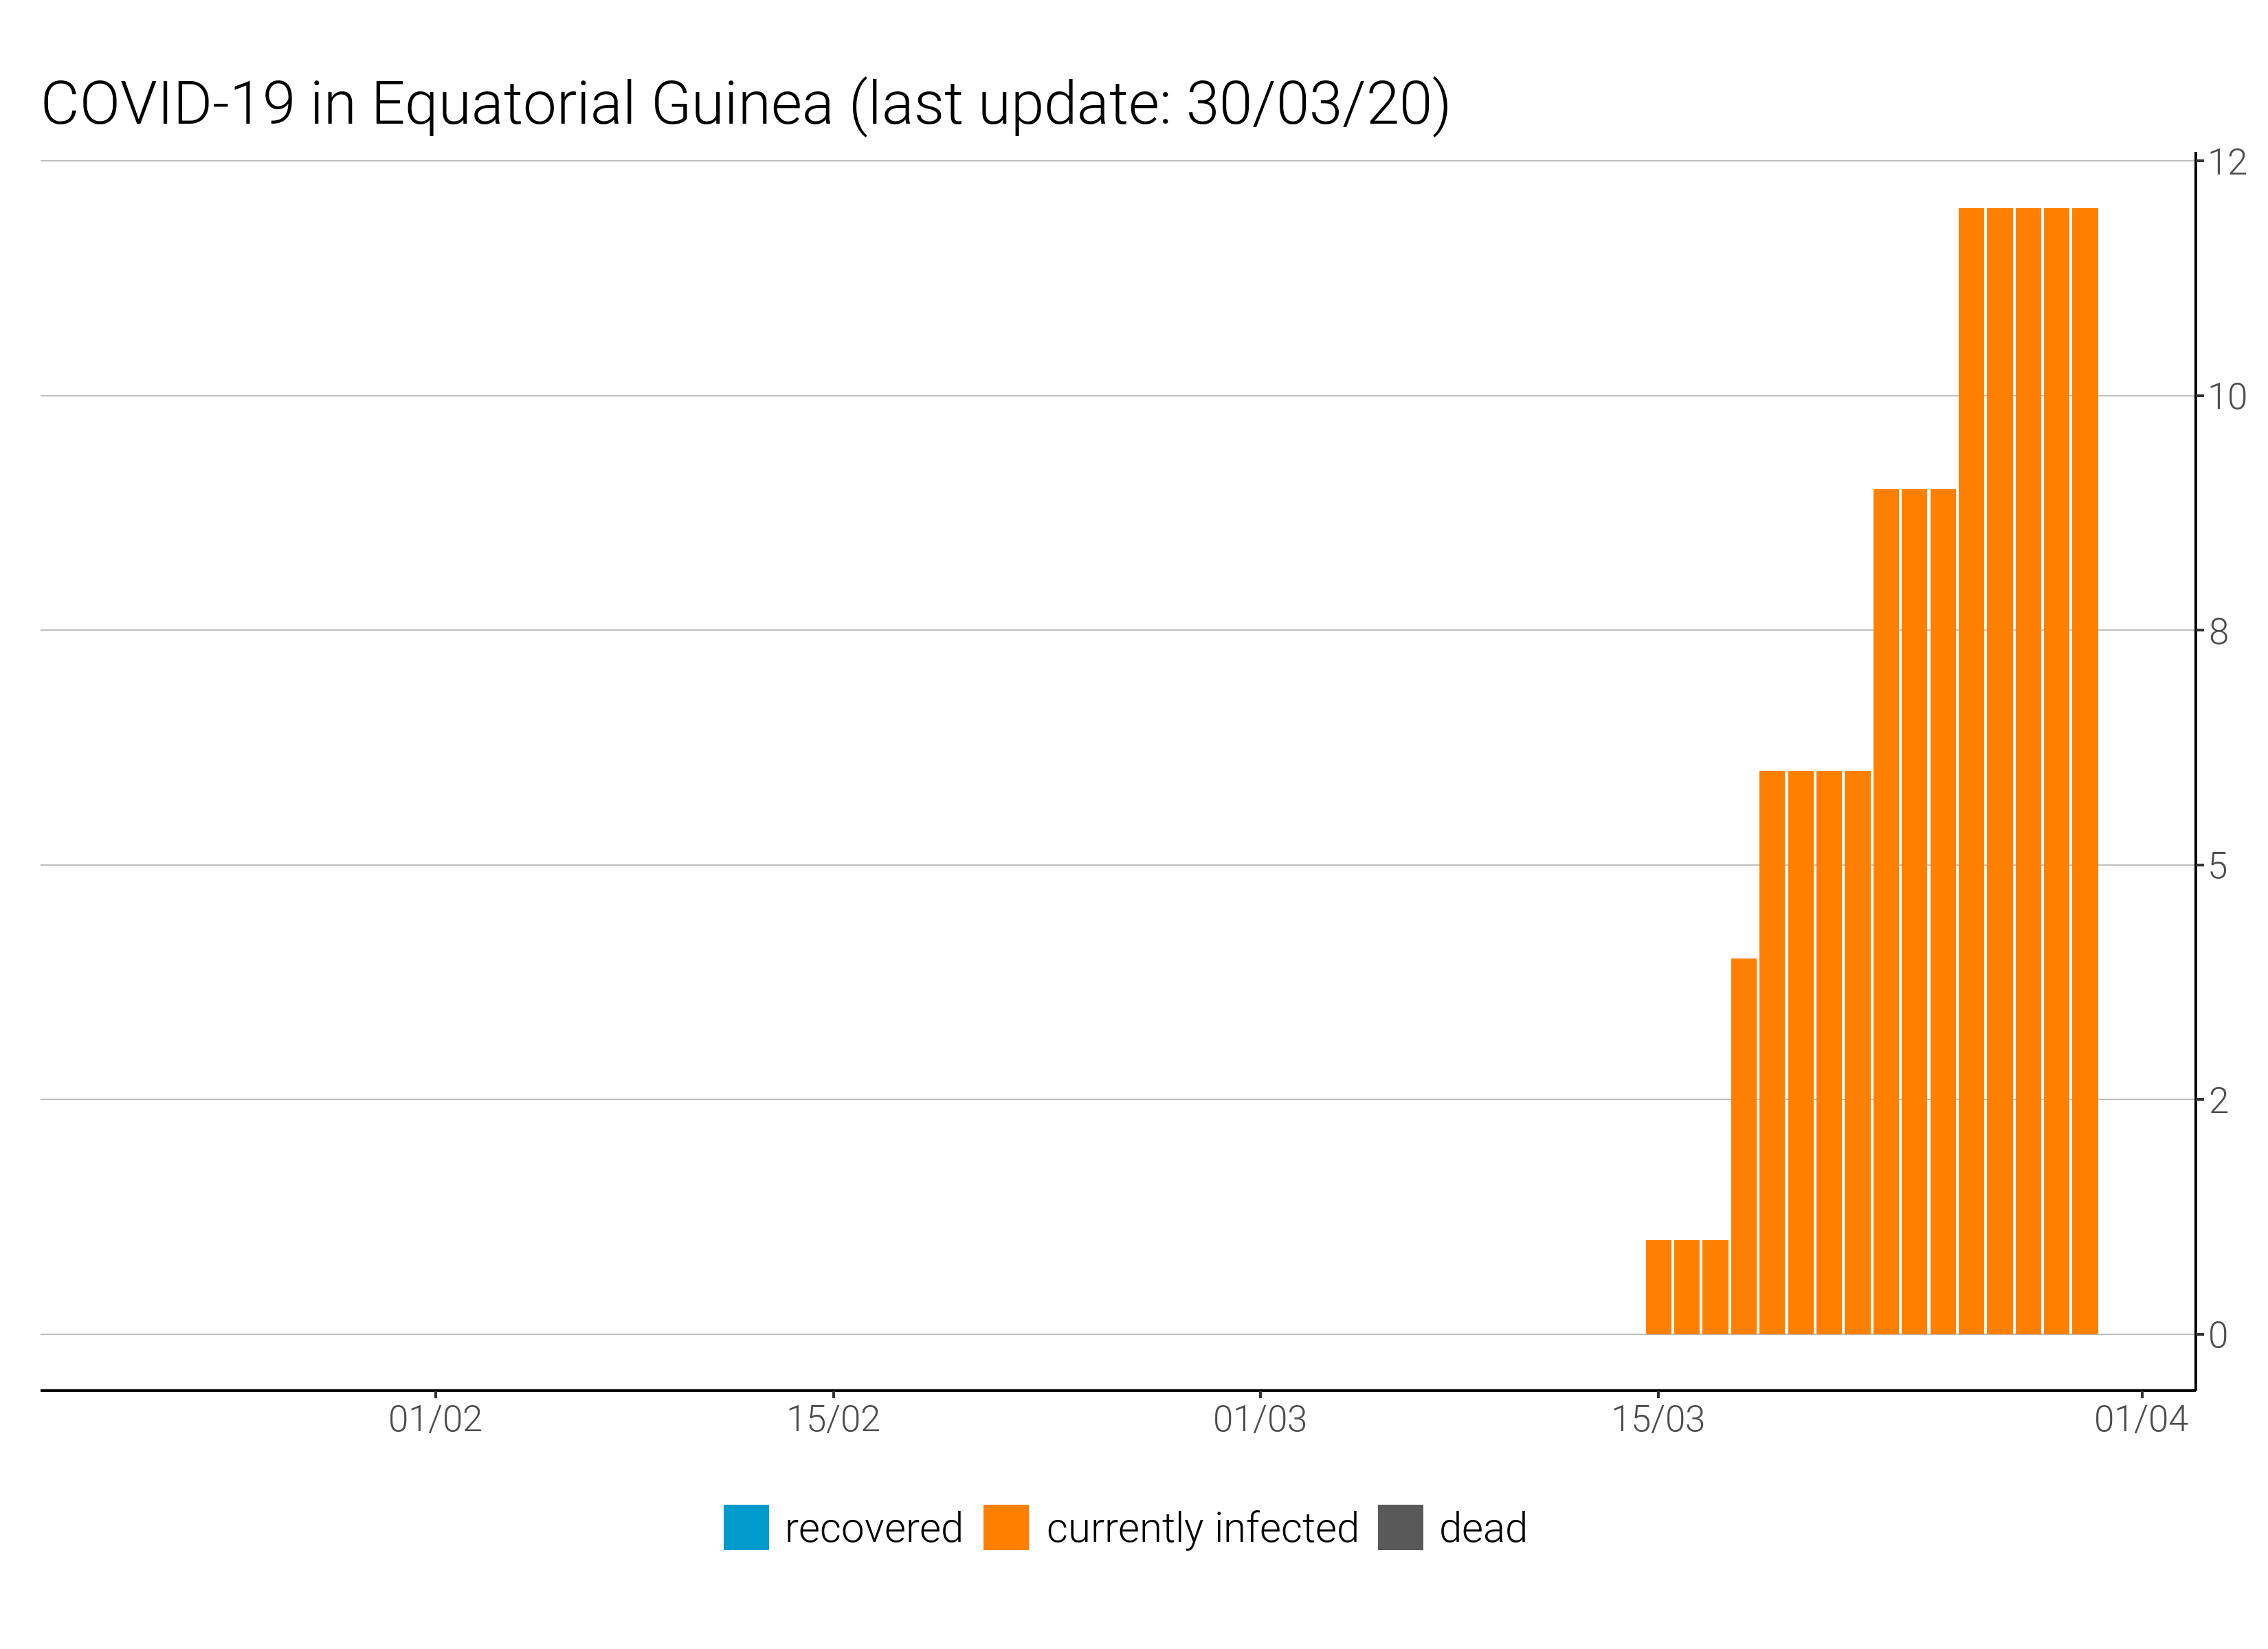 COVID-19 in Equatorial Guinea (last update: 30/03/20)
12
10
8
5
2
0
01/02 15/02 01/03 15/03 01/04
recovered currently infected dead